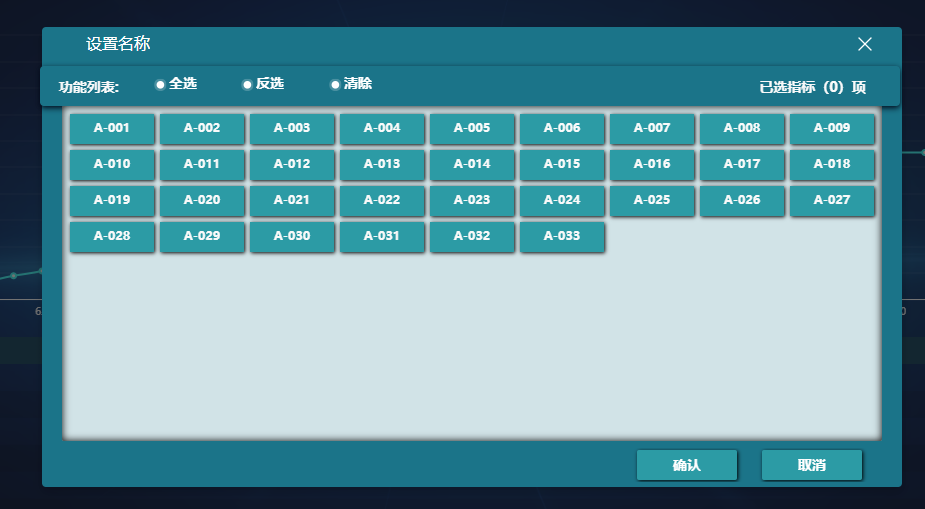 设置名称
功能列表: 全选 反选 清除 已选指标（0）项
A-001 A-002 A-003 A-004 A-005 A-006 A-007 A-008 A-009
A-010 A-011 A-012 A-013 A-014 A-015 A-016 A-017 A-018
A-019 A-020 A-021 A-022 A-023 A-024 A-025 A-026 A-027
A-028 A-029 A-030 A-031 A-032 A-033
确认 取消